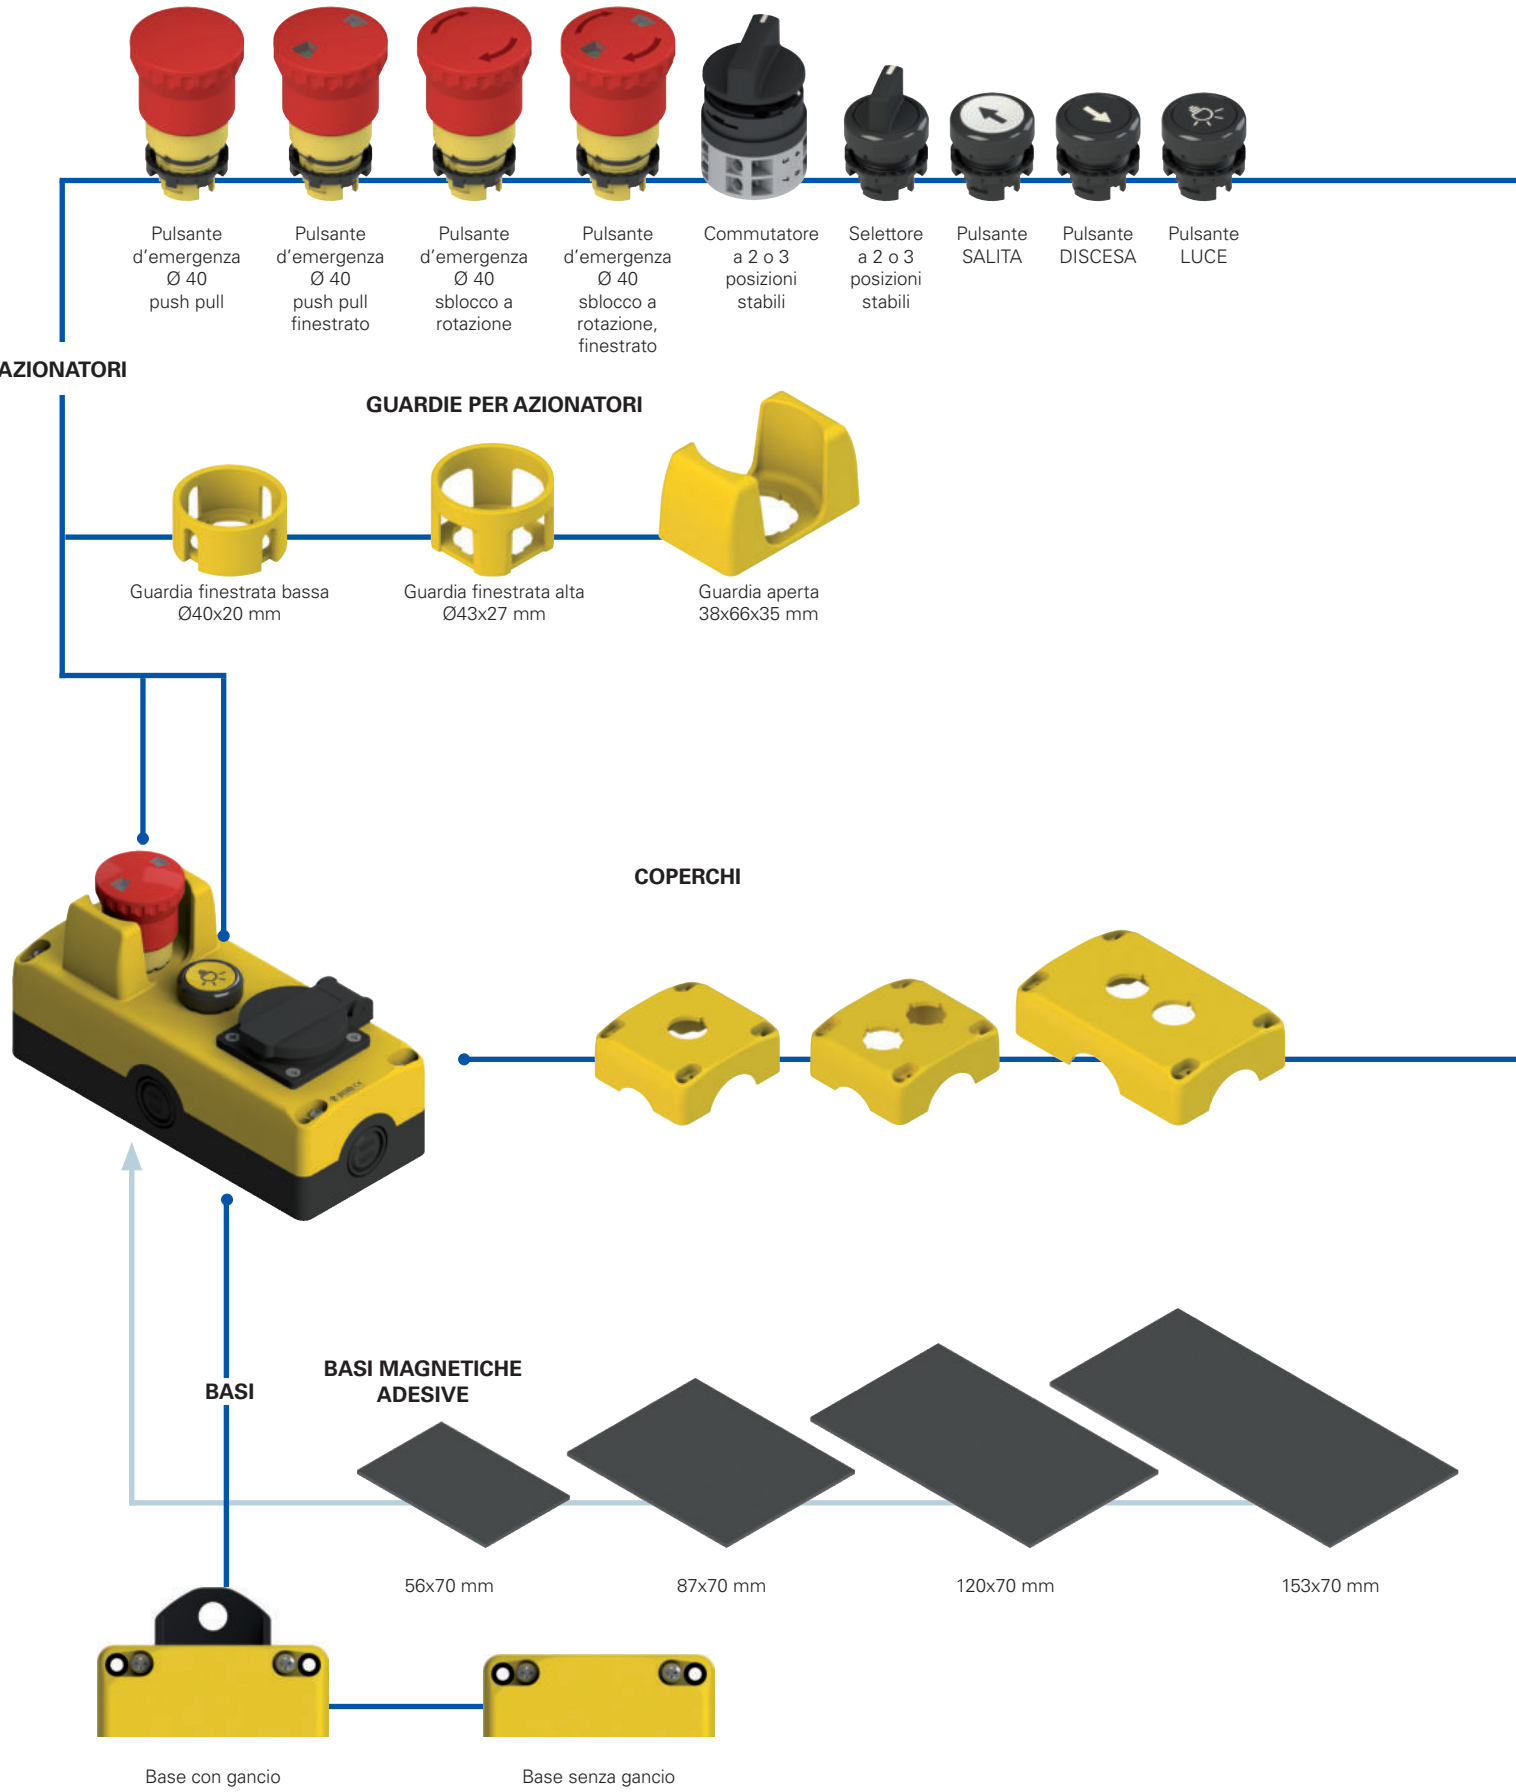 Pulsante
d’emergenza
Ø 40
push pull
Pulsante
d’emergenza
Ø 40
push pull
finestrato
Pulsante
d’emergenza
Ø 40
sblocco a
rotazione
Pulsante
d’emergenza
Ø 40
sblocco a
rotazione,
finestrato
Commutatore
a 2 o 3
posizioni
stabili
Selettore
a 2 o 3
posizioni
stabili
Pulsante
SALITA
Pulsante
DISCESA
Pulsante
LUCE
AZIONATORI
GUARDIE PER AZIONATORI
Guardia finestrata bassa
Ø40x20 mm
Guardia finestrata alta
Ø43x27 mm
Guardia aperta
38x66x35 mm
COPERCHI
BASI
BASI MAGNETICHE
ADESIVE
56x70 mm
87x70 mm
120x70 mm
153x70 mm
Base con gancio
Base senza gancio